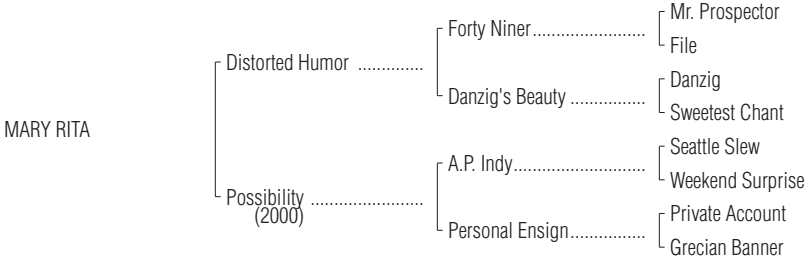 Mr. Prospector
Forty Niner........................
File
Distorted Humor ..............
Danzig
Danzig's Beauty ................
Sweetest Chant
MARY RITA
Seattle Slew
A.P. Indy............................
Weekend Surprise
Possibility ........................
(2000)
Private Account
Personal Ensign................
Grecian Banner